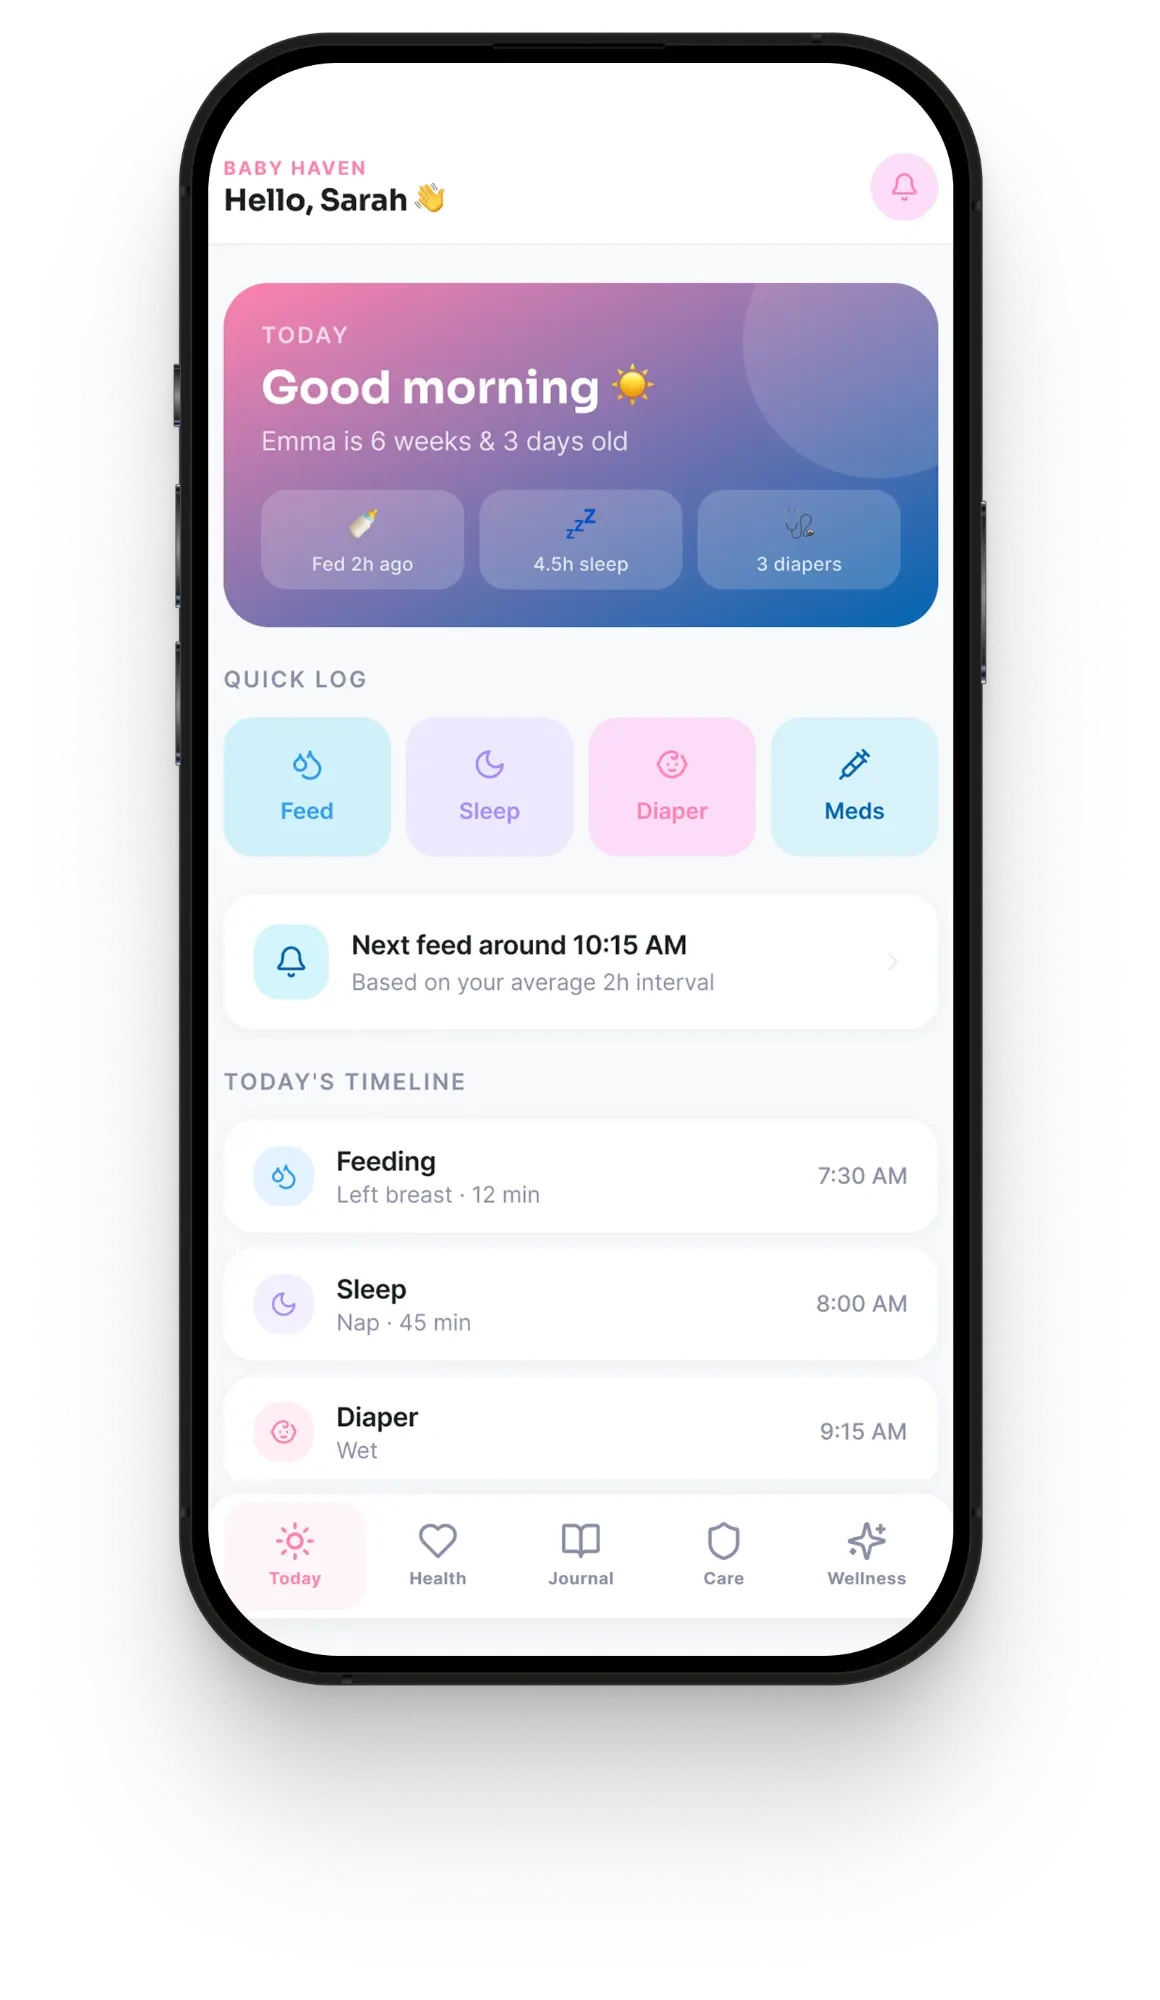 BABY HAVEN
Hello, Sarah 👋
TODAY
Good morning ☀️
Emma is 6 weeks & 3 days old
Fed 2h ago
4.5h sleep
3 diapers
QUICK LOG
Feed
Sleep
Diaper
Meds
Next feed around 10:15 AM
Based on your average 2h interval
TODAY'S TIMELINE
Feeding
Left breast · 12 min
7:30 AM
Sleep
Nap · 45 min
8:00 AM
Diaper
Wet
9:15 AM
Today
Health
Journal
Care
Wellness